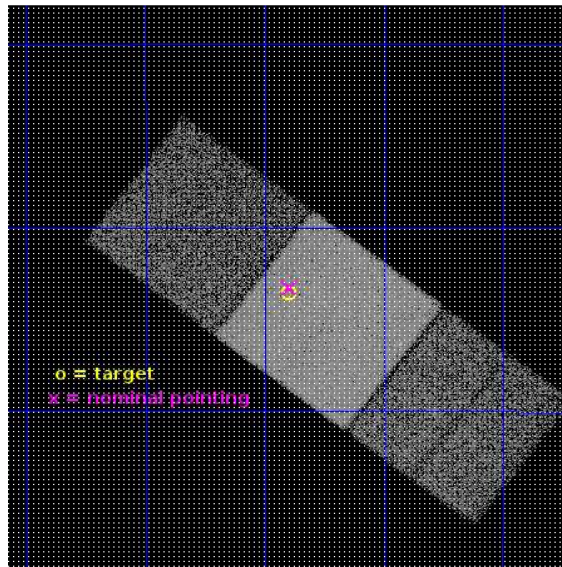 o = target
x = nominal pointing